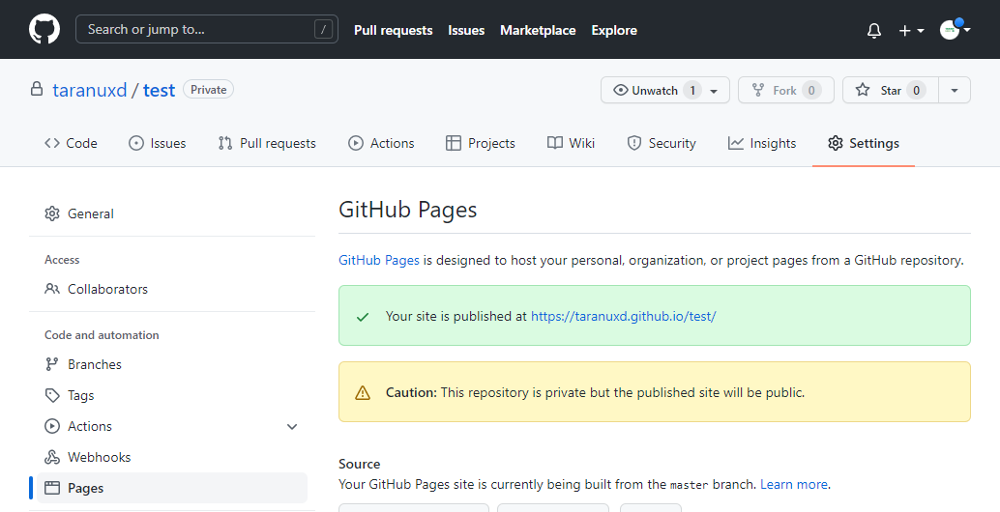 Search or jump to... / Pull requests Issues Marketplace Explore
taranuxd / test Private Unwatch 1 Fork 0 Star 0
Code Issues Pull requests Actions Projects Wiki Security Insights Settings
General
Access
Collaborators
Code and automation
Branches
Tags
Actions
Webhooks
Pages
GitHub Pages
GitHub Pages is designed to host your personal, organization, or project pages from a GitHub repository.
Your site is published at https://taranuxd.github.io/test/
Caution: This repository is private but the published site will be public.
Source
Your GitHub Pages site is currently being built from the master branch. Learn more.